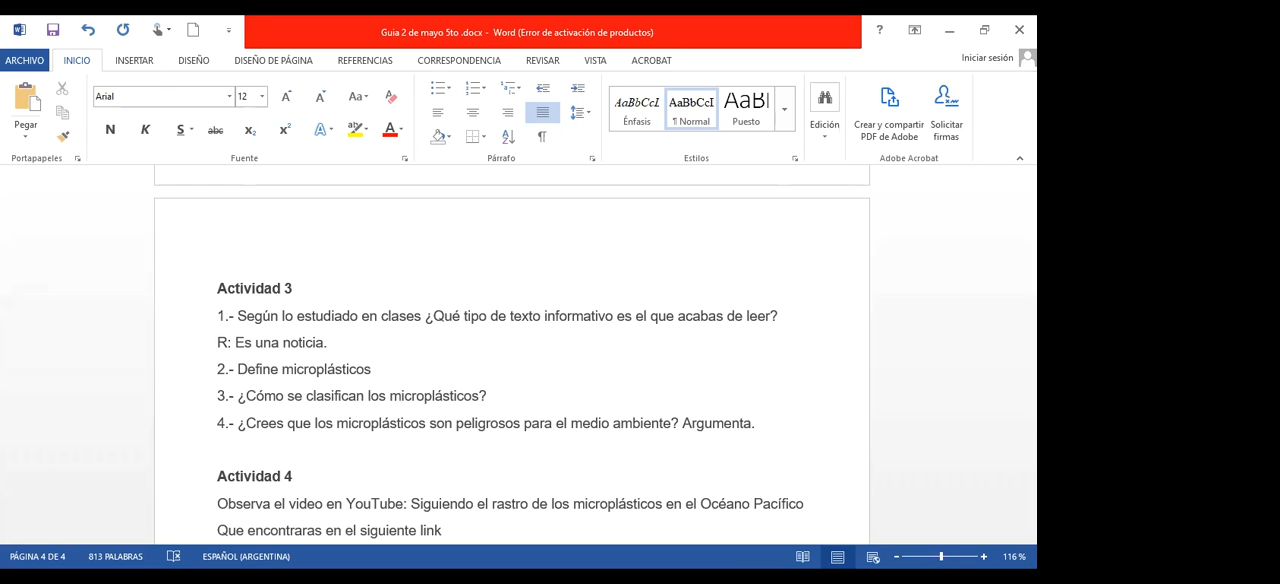 Guia 2 de mayo 5to .docx - Word (Error de activación de productos)
?
ARCHIVO INICIO INSERTAR DISEÑO DISEÑO DE PÁGINA REFERENCIAS CORRESPONDENCIA REVISAR VISTA ACROBAT Iniciar sesión
Pegar
Portapapeles
Arial 12 A A Aa A
N K S abc x₂ x² A ab A
Fuente
Párrafo
AaBbCcL AaBbCcI AaBl
Énfasis ¶ Normal Puesto
Estilos
Edición
Crear y compartir
PDF de Adobe
Solicitar
firmas
Adobe Acrobat
Actividad 3
1.- Según lo estudiado en clases ¿Qué tipo de texto informativo es el que acabas de leer?
R: Es una noticia.
2.- Define microplásticos
3.- ¿Cómo se clasifican los microplásticos?
4.- ¿Crees que los microplásticos son peligrosos para el medio ambiente? Argumenta.
Actividad 4
Observa el video en YouTube: Siguiendo el rastro de los microplásticos en el Océano Pacífico
Que encontraras en el siguiente link
PÁGINA 4 DE 4 813 PALABRAS ESPAÑOL (ARGENTINA) 116 %